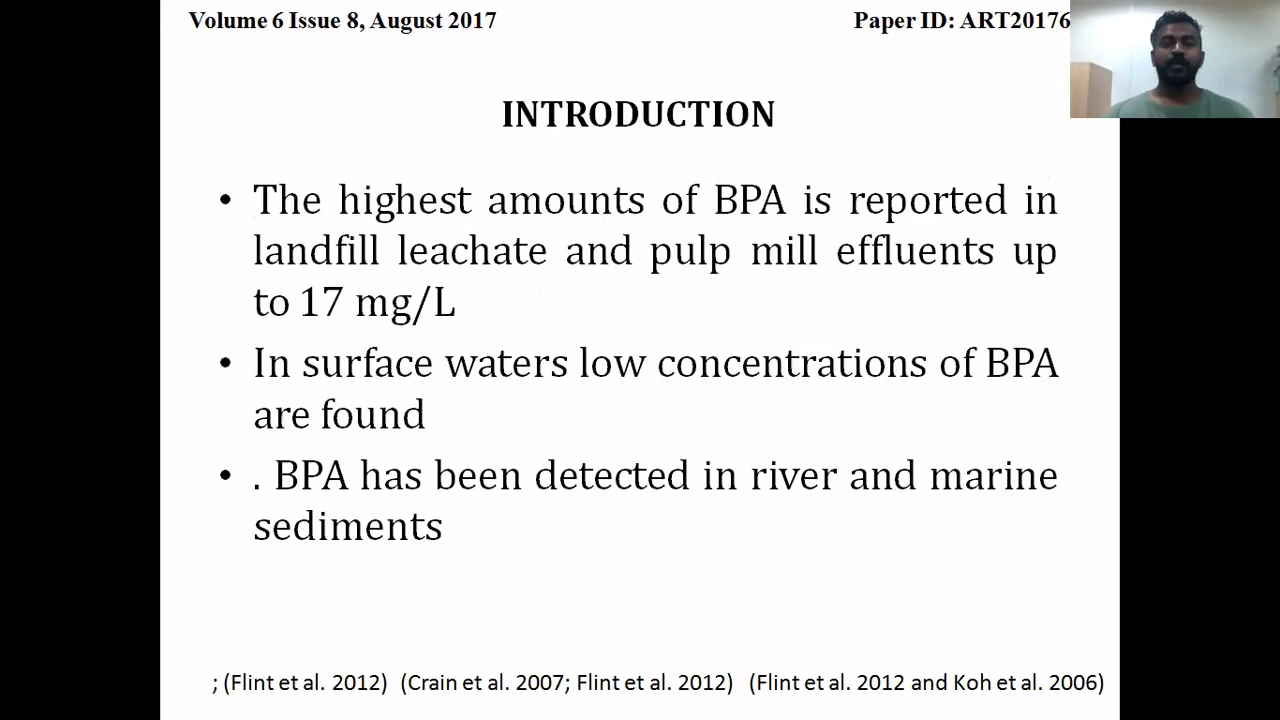 Volume 6 Issue 8, August 2017 Paper ID: ART20176
INTRODUCTION
• The highest amounts of BPA is reported in
landfill leachate and pulp mill effluents up
to 17 mg/L
• In surface waters low concentrations of BPA
are found
• . BPA has been detected in river and marine
sediments
; (Flint et al. 2012) (Crain et al. 2007; Flint et al. 2012) (Flint et al. 2012 and Koh et al. 2006)